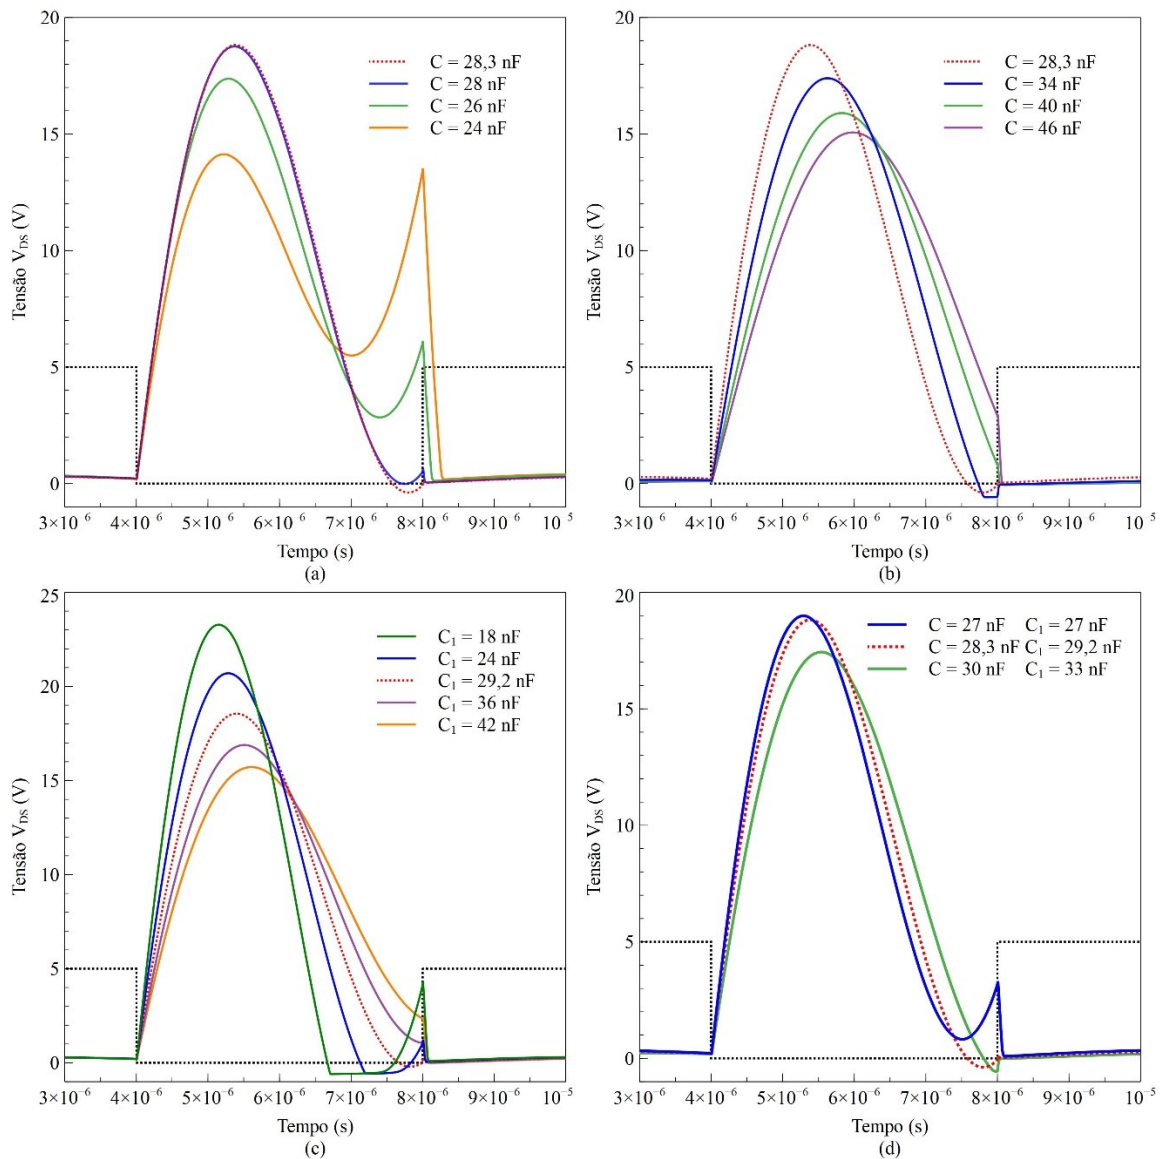 20
15
10
5
0
Tensão V_DS (V)
C = 28,3 nF
C = 28 nF
C = 26 nF
C = 24 nF
3×10⁻⁶ 4×10⁻⁶ 5×10⁻⁶ 6×10⁻⁶ 7×10⁻⁶ 8×10⁻⁶ 9×10⁻⁶ 10⁻⁵
Tempo (s)
(a)
20
15
10
5
0
Tensão V_DS (V)
C = 28,3 nF
C = 34 nF
C = 40 nF
C = 46 nF
3×10⁻⁶ 4×10⁻⁶ 5×10⁻⁶ 6×10⁻⁶ 7×10⁻⁶ 8×10⁻⁶ 9×10⁻⁶ 10⁻⁵
Tempo (s)
(b)
25
20
15
10
5
0
Tensão V_DS (V)
C₁ = 18 nF
C₁ = 24 nF
C₁ = 29,2 nF
C₁ = 36 nF
C₁ = 42 nF
3×10⁻⁶ 4×10⁻⁶ 5×10⁻⁶ 6×10⁻⁶ 7×10⁻⁶ 8×10⁻⁶ 9×10⁻⁶ 10⁻⁵
Tempo (s)
(c)
20
15
10
5
0
Tensão V_DS (V)
C = 27 nF C₁ = 27 nF
C = 28,3 nF C₁ = 29,2 nF
C = 30 nF C₁ = 33 nF
3×10⁻⁶ 4×10⁻⁶ 5×10⁻⁶ 6×10⁻⁶ 7×10⁻⁶ 8×10⁻⁶ 9×10⁻⁶ 10⁻⁵
Tempo (s)
(d)